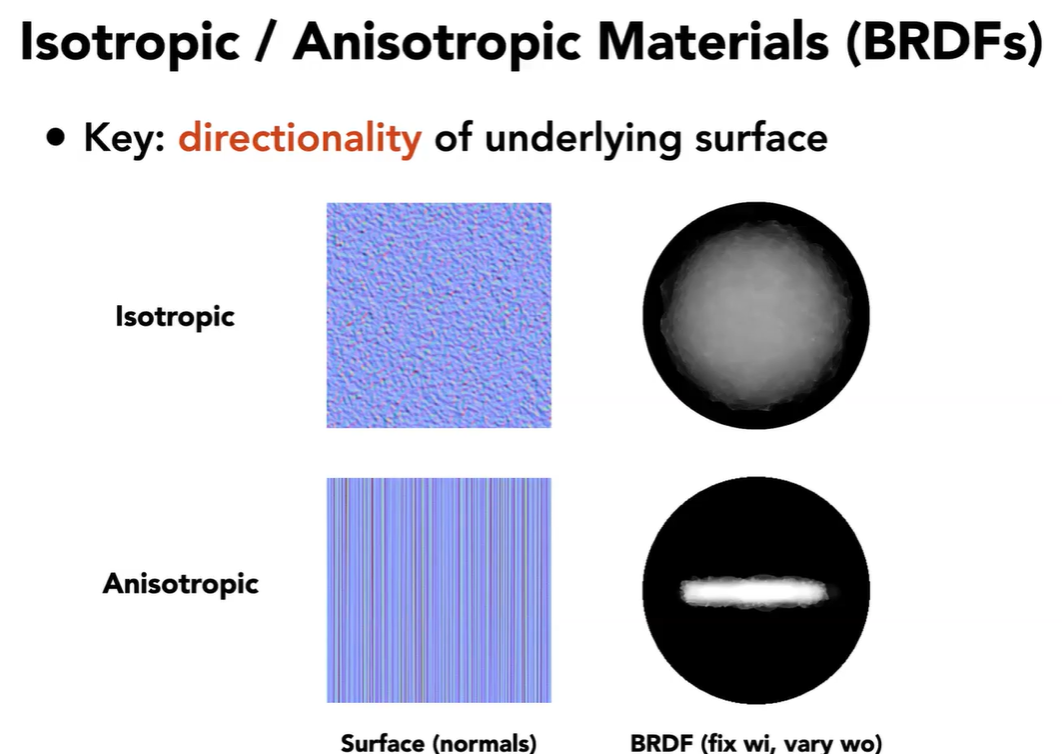 Isotropic / Anisotropic Materials (BRDFs)
• Key: directionality of underlying surface
Isotropic
Anisotropic
Surface (normals)
BRDF (fix wi, vary wo)